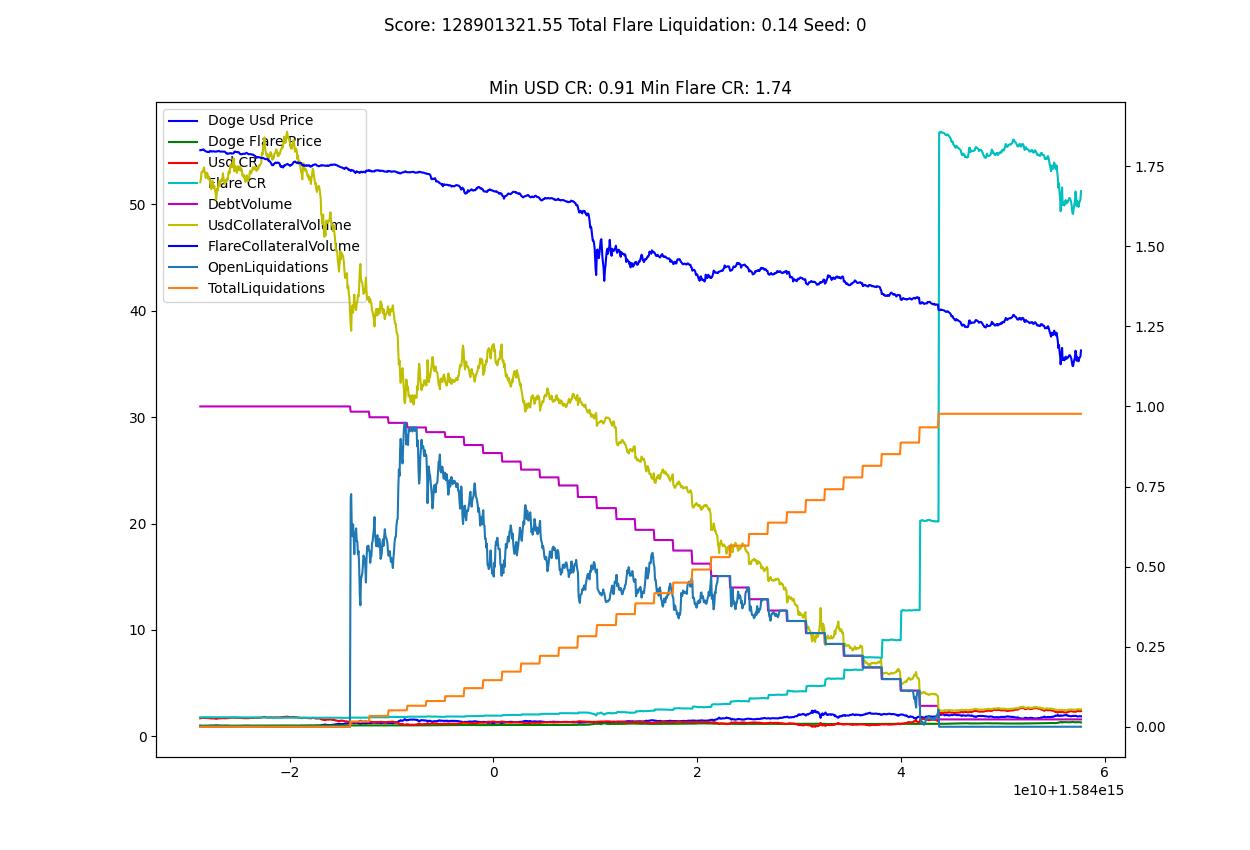 Score: 128901321.55 Total Flare Liquidation: 0.14 Seed: 0
Min USD CR: 0.91 Min Flare CR: 1.74
Doge Usd Price
Doge Flare Price
Usd CR
Flare CR
DebtVolume
UsdCollateralVolume
FlareCollateralVolume
OpenLiquidations
TotalLiquidations
50
40
30
20
10
0
1.75
1.50
1.25
1.00
0.75
0.50
0.25
0.00
−2
0
2
4
6
1e10+1.584e15